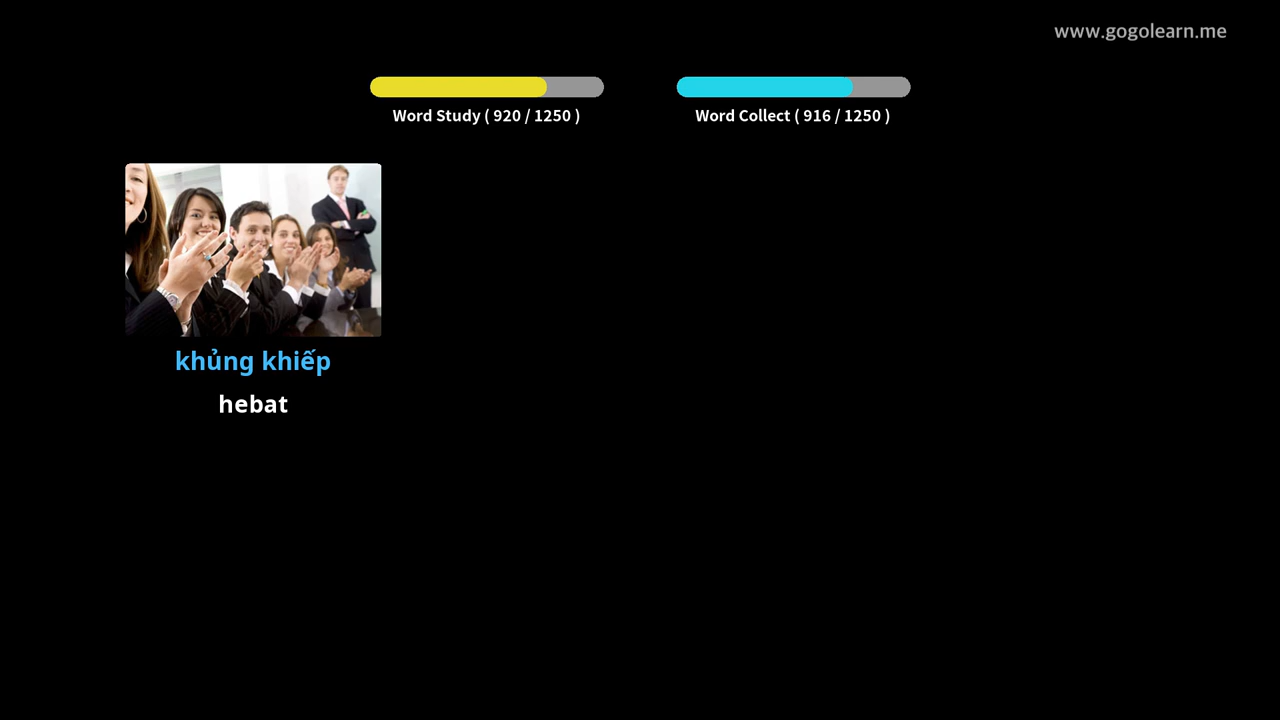 www.gogolearn.me
Word Study ( 920 / 1250 )
Word Collect ( 916 / 1250 )
khủng khiếp
hebat